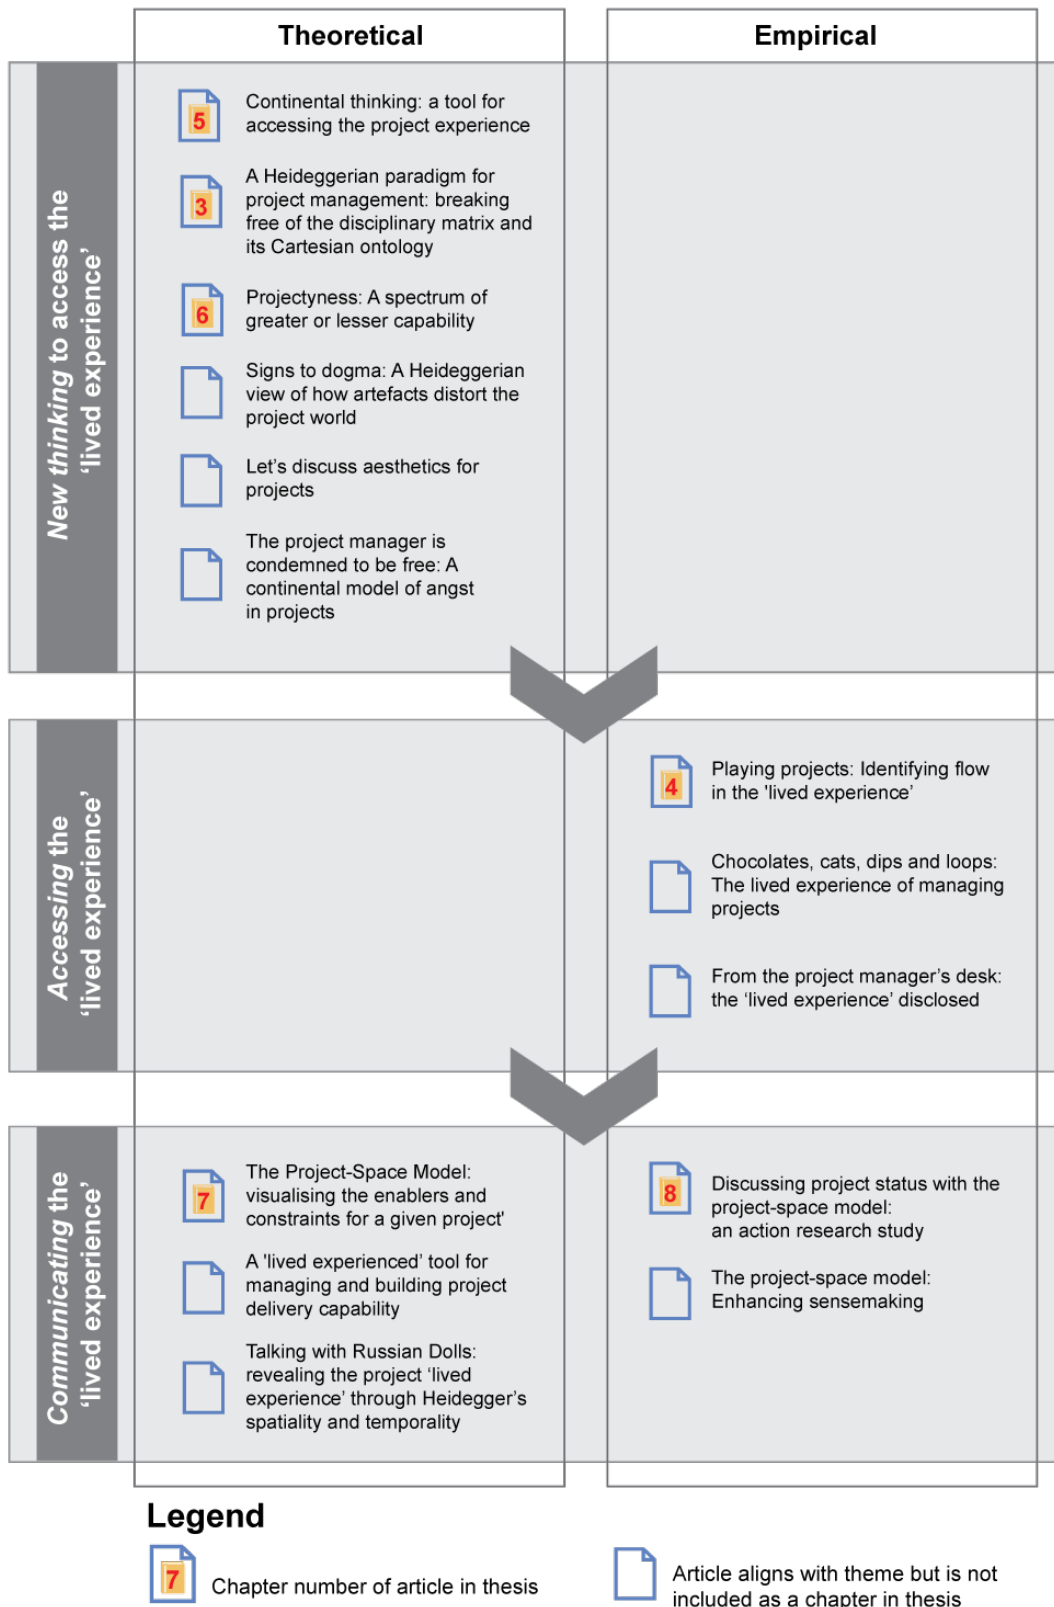 Theoretical
Empirical
New thinking to access the
'lived experience'
5
Continental thinking: a tool for
accessing the project experience
3
A Heideggerian paradigm for
project management: breaking
free of the disciplinary matrix and
its Cartesian ontology
6
Projectyness: A spectrum of
greater or lesser capability
Signs to dogma: A Heideggerian
view of how artefacts distort the
project world
Let's discuss aesthetics for
projects
The project manager is
condemned to be free: A
continental model of angst
in projects
Accessing the
'lived experience'
4
Playing projects: Identifying flow
in the 'lived experience'
Chocolates, cats, dips and loops:
The lived experience of managing
projects
From the project manager's desk:
the 'lived experience' disclosed
Communicating the
'lived experience'
7
The Project-Space Model:
visualising the enablers and
constraints for a given project'
A 'lived experienced' tool for
managing and building project
delivery capability
Talking with Russian Dolls:
revealing the project 'lived
experience' through Heidegger's
spatiality and temporality
8
Discussing project status with the
project-space model:
an action research study
The project-space model:
Enhancing sensemaking
Legend
7
Chapter number of article in thesis
Article aligns with theme but is not
included as a chapter in thesis